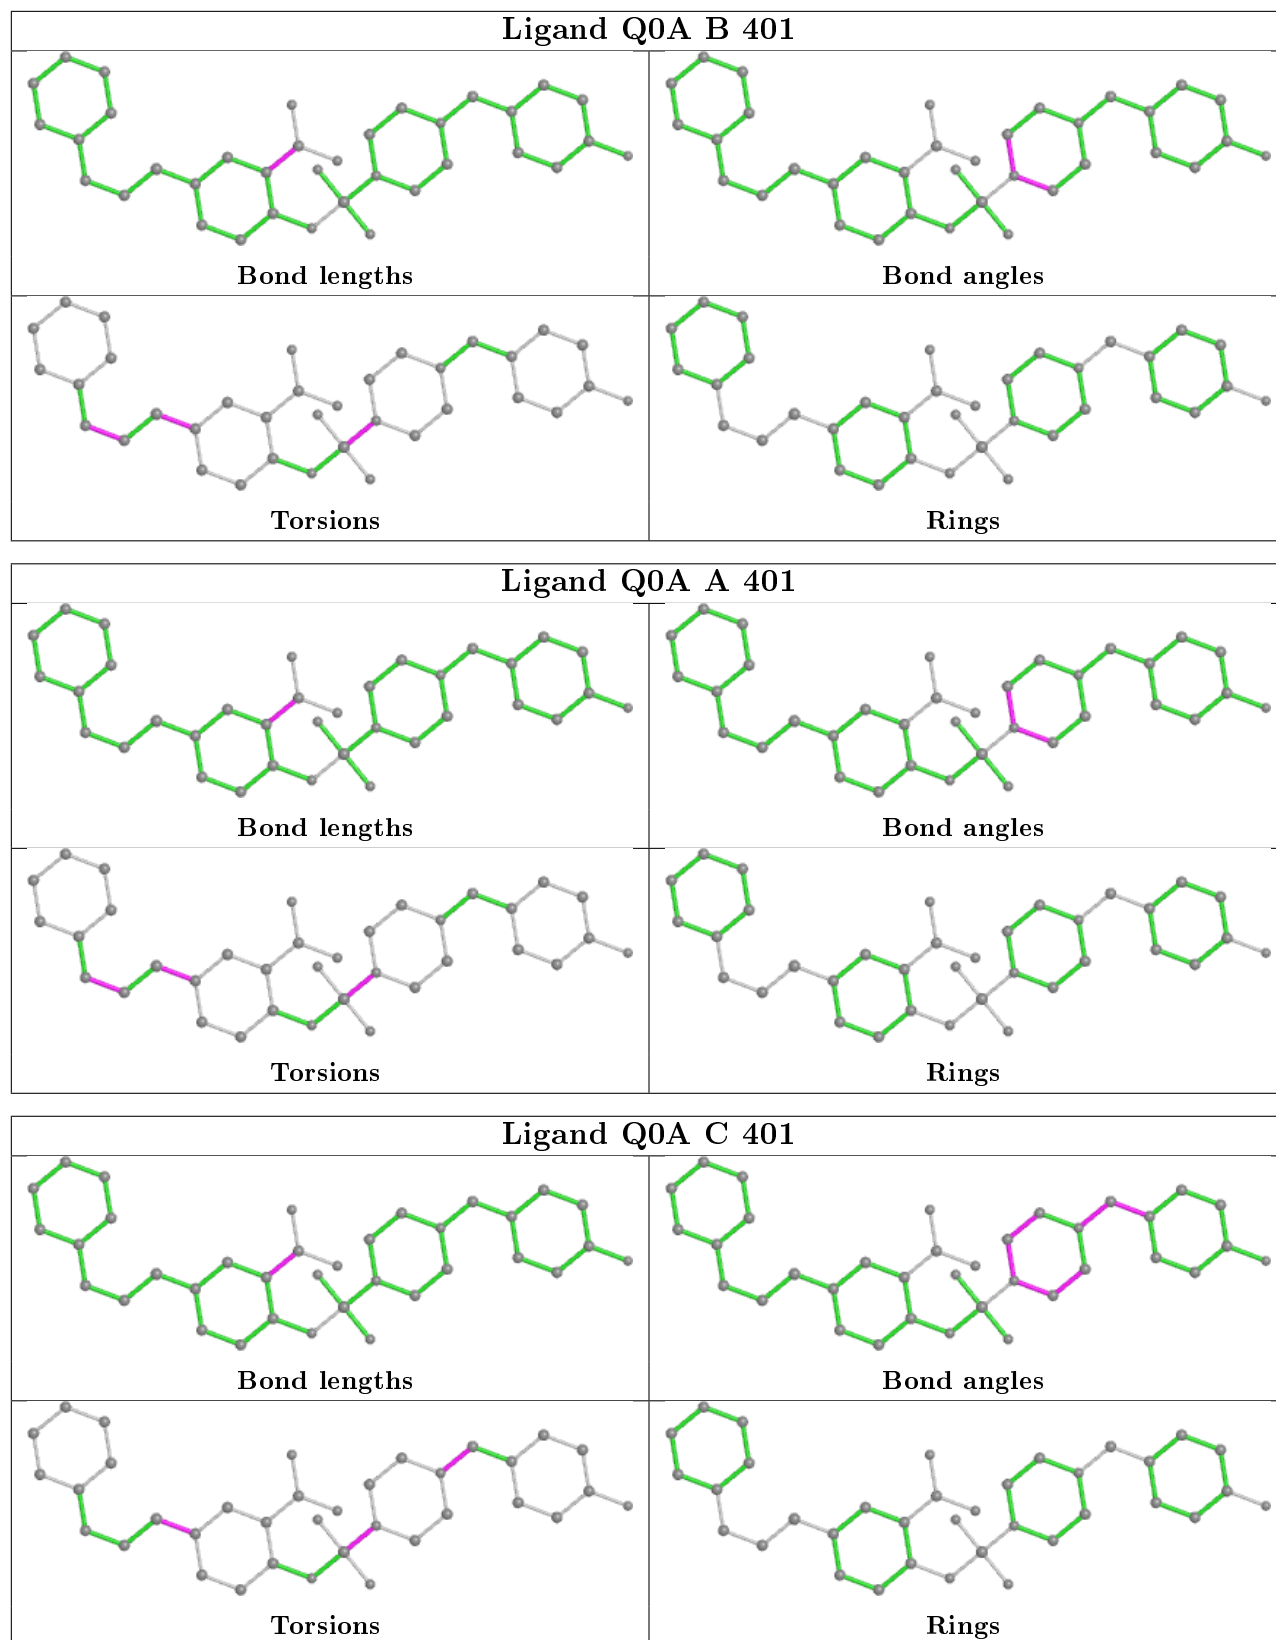 Ligand Q0A B 401
Bond lengths
Bond angles
Torsions
Rings
Ligand Q0A A 401
Bond lengths
Bond angles
Torsions
Rings
Ligand Q0A C 401
Bond lengths
Bond angles
Torsions
Rings